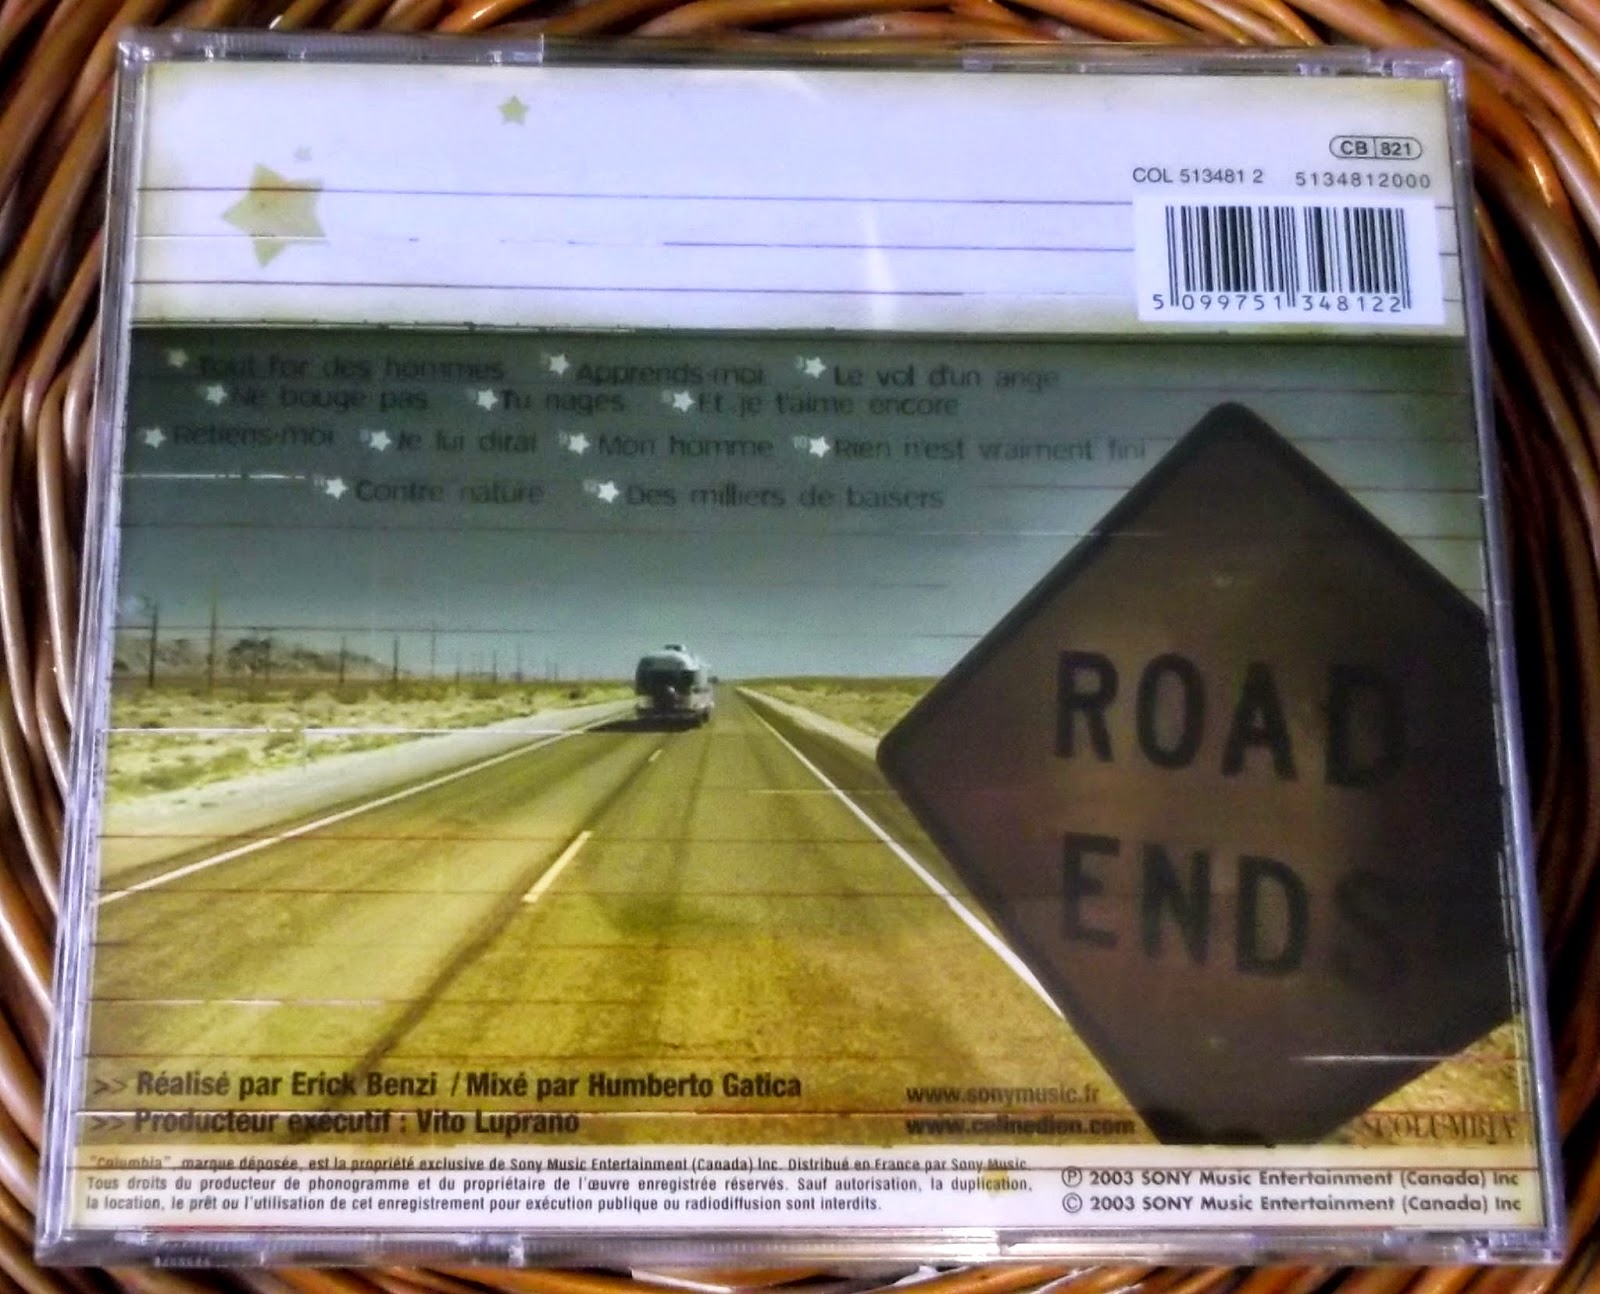 CB 821
COL 513481 2 5134812000
5 099751 348122
Tout l'or des hommes Apprends-moi 3 Le vol d'un ange
Ne bouge pas Tu nages Et je t'aime encore
Retiens-moi Je lui dirai 9 Mon homme 10 Rien n'est vraiment fini
11 Contre nature 12 Des milliers de baisers
ROAD
ENDS
>> Réalisé par Erick Benzi / Mixé par Humberto Gatica
>> Producteur exécutif : Vito Luprano
www.sonymusic.fr
www.celinedion.com
COLUMBIA
"Columbia", marque déposée, est la propriété exclusive de Sony Music Entertainment (Canada) Inc. Distribué en France par Sony Music.
Tous droits du producteur de phonogramme et du propriétaire de l'œuvre enregistrée réservés. Sauf autorisation, la duplication,
la location, le prêt ou l'utilisation de cet enregistrement pour exécution publique ou radiodiffusion sont interdits.
℗ 2003 SONY Music Entertainment (Canada) Inc
© 2003 SONY Music Entertainment (Canada) Inc